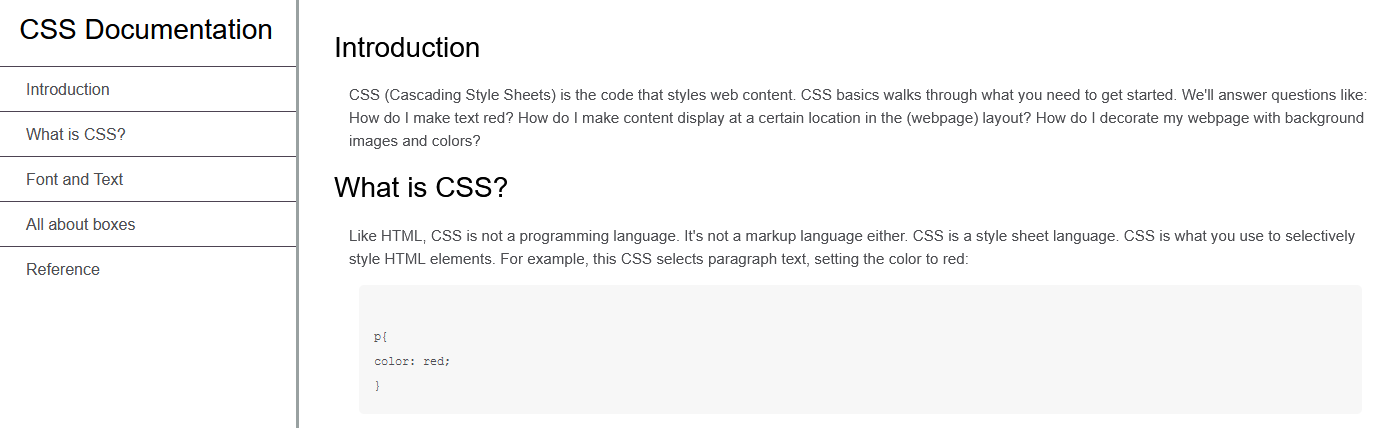 CSS Documentation
Introduction
What is CSS?
Font and Text
All about boxes
Reference
Introduction
CSS (Cascading Style Sheets) is the code that styles web content. CSS basics walks through what you need to get started. We'll answer questions like:
How do I make text red? How do I make content display at a certain location in the (webpage) layout? How do I decorate my webpage with background
images and colors?
What is CSS?
Like HTML, CSS is not a programming language. It's not a markup language either. CSS is a style sheet language. CSS is what you use to selectively
style HTML elements. For example, this CSS selects paragraph text, setting the color to red:
p{
color: red;
}